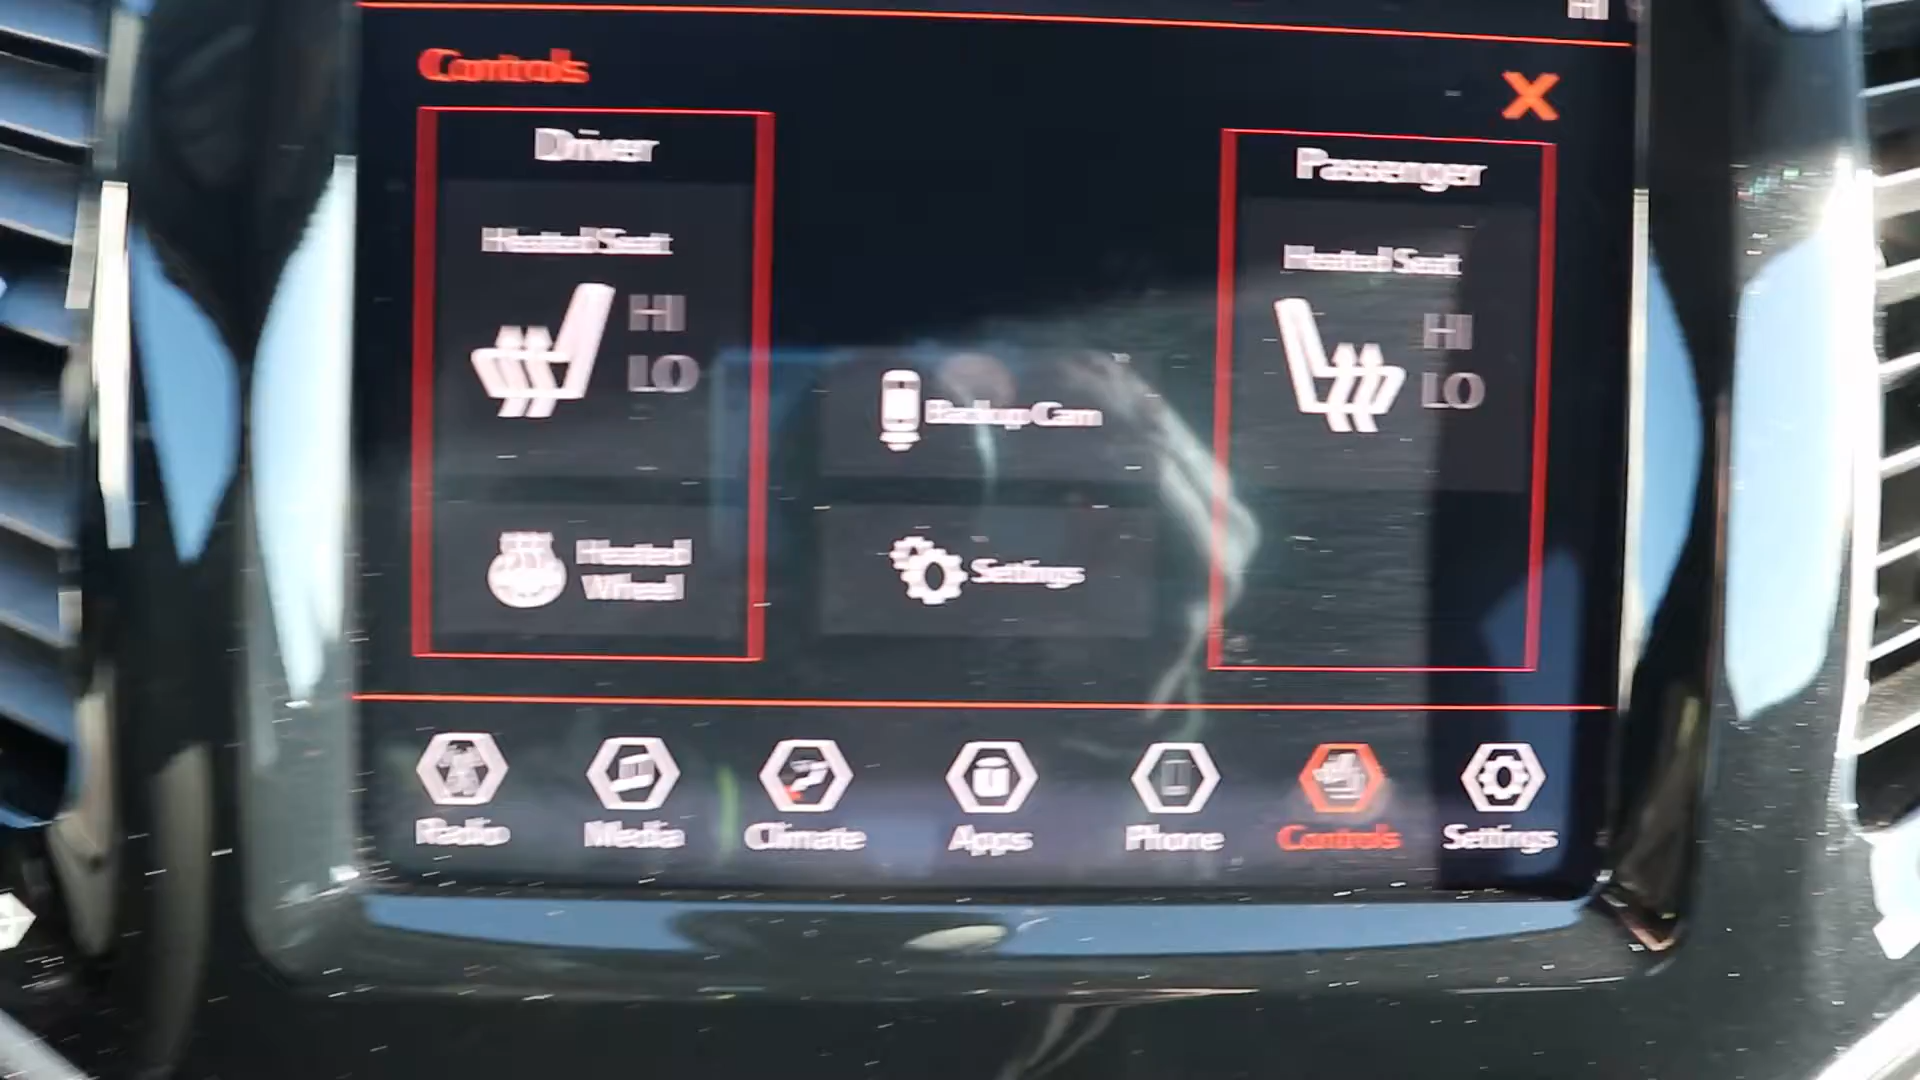 HI
Controls
X
Driver
Passenger
Heated Seat
HI
LO
Heated Seat
HI
LO
Backup Cam
Heated
Wheel
Settings
Radio
Media
Climate
Apps
Phone
Controls
Settings